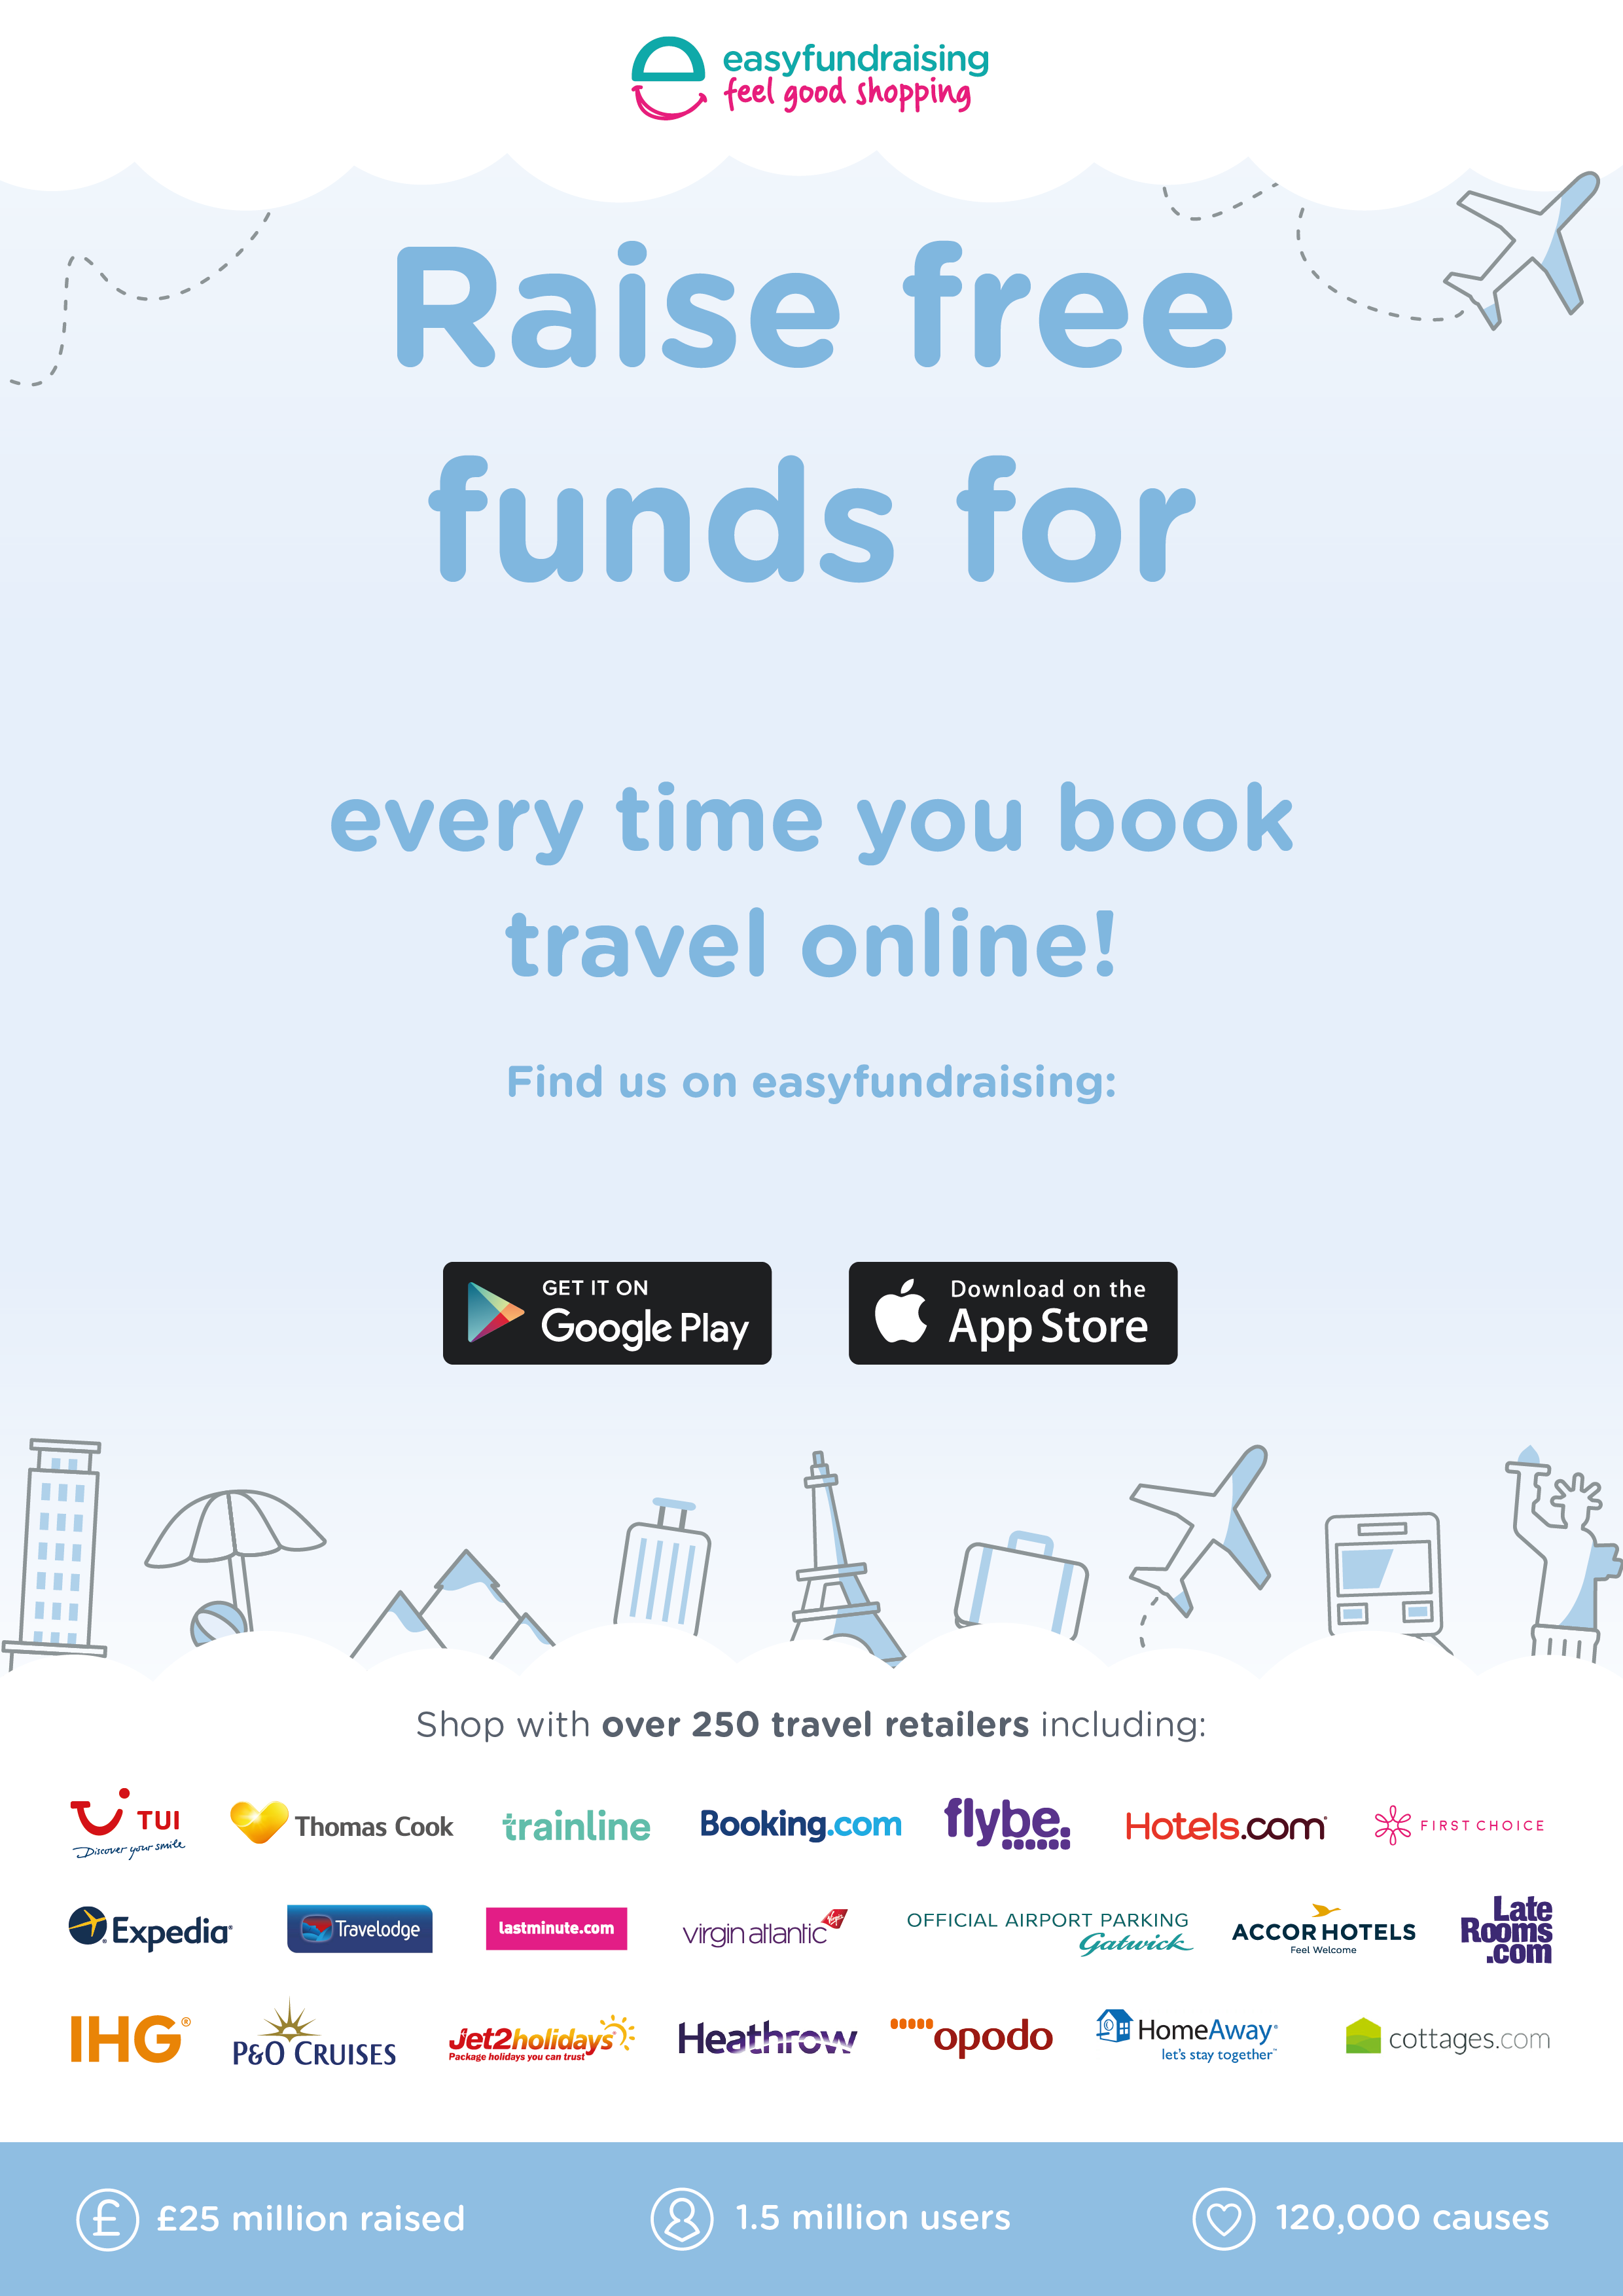 easyfundraising
feel good shopping
Raise free
funds for
every time you book
travel online!
Find us on easyfundraising:
GET IT ON
Google Play
Download on the
App Store
Shop with over 250 travel retailers including:
TUI
Discover your smile
Thomas Cook
trainline
Booking.com
flybe.
Hotels.com
FIRST CHOICE
Expedia®
Travelodge
lastminute.com
virgin atlantic
Virgin
OFFICIAL AIRPORT PARKING
Gatwick
ACCOR HOTELS
Feel Welcome
Late
Rooms
.com
IHG®
P&O CRUISES
Jet2holidays
Package holidays you can trust
Heathrow
opodo
HomeAway®
let's stay together™
cottages.com
£ £25 million raised
1.5 million users
120,000 causes